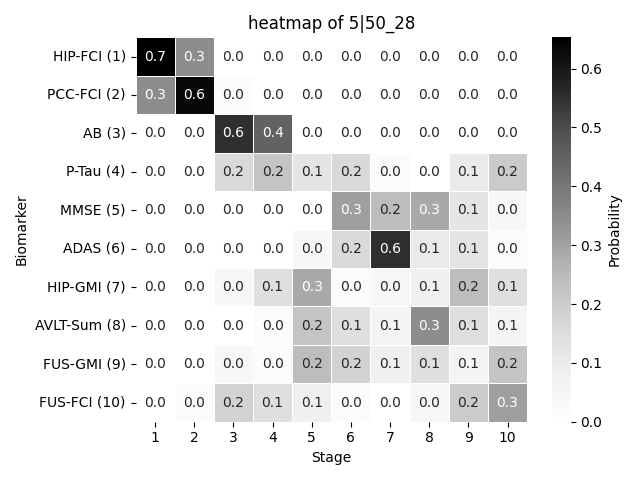 heatmap of 5|50_28
HIP-FCI (1) 0.7 0.3 0.0 0.0 0.0 0.0 0.0 0.0 0.0 0.0
PCC-FCI (2) 0.3 0.6 0.0 0.0 0.0 0.0 0.0 0.0 0.0 0.0
AB (3) 0.0 0.0 0.6 0.4 0.0 0.0 0.0 0.0 0.0 0.0
P-Tau (4) 0.0 0.0 0.2 0.2 0.1 0.2 0.0 0.0 0.1 0.2
MMSE (5) 0.0 0.0 0.0 0.0 0.0 0.3 0.2 0.3 0.1 0.0
ADAS (6) 0.0 0.0 0.0 0.0 0.0 0.2 0.6 0.1 0.1 0.0
HIP-GMI (7) 0.0 0.0 0.0 0.1 0.3 0.0 0.0 0.1 0.2 0.1
AVLT-Sum (8) 0.0 0.0 0.0 0.0 0.2 0.1 0.1 0.3 0.1 0.1
FUS-GMI (9) 0.0 0.0 0.0 0.0 0.2 0.2 0.1 0.1 0.1 0.2
FUS-FCI (10) 0.0 0.0 0.2 0.1 0.1 0.0 0.0 0.0 0.2 0.3
1 2 3 4 5 6 7 8 9 10
Stage
Biomarker
0.6
0.5
0.4
0.3
0.2
0.1
0.0
Probability